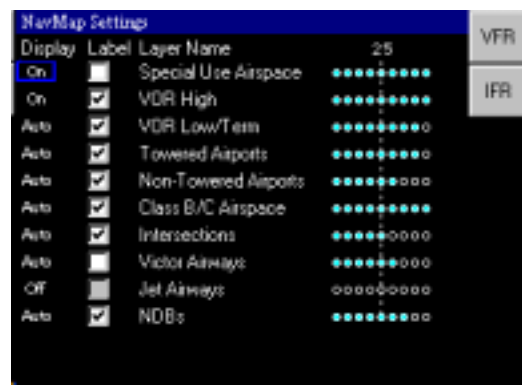 NavMap Settings
VFR
Display Label Layer Name 25
On Special Use Airspace
IFR
On VOR High
Auto VOR Low/Term
Auto Towered Airports
Auto Non-Towered Airports
Auto Class B/C Airspace
Auto Intersections
Auto Victor Airways
Off Jet Airways
Auto NDBs